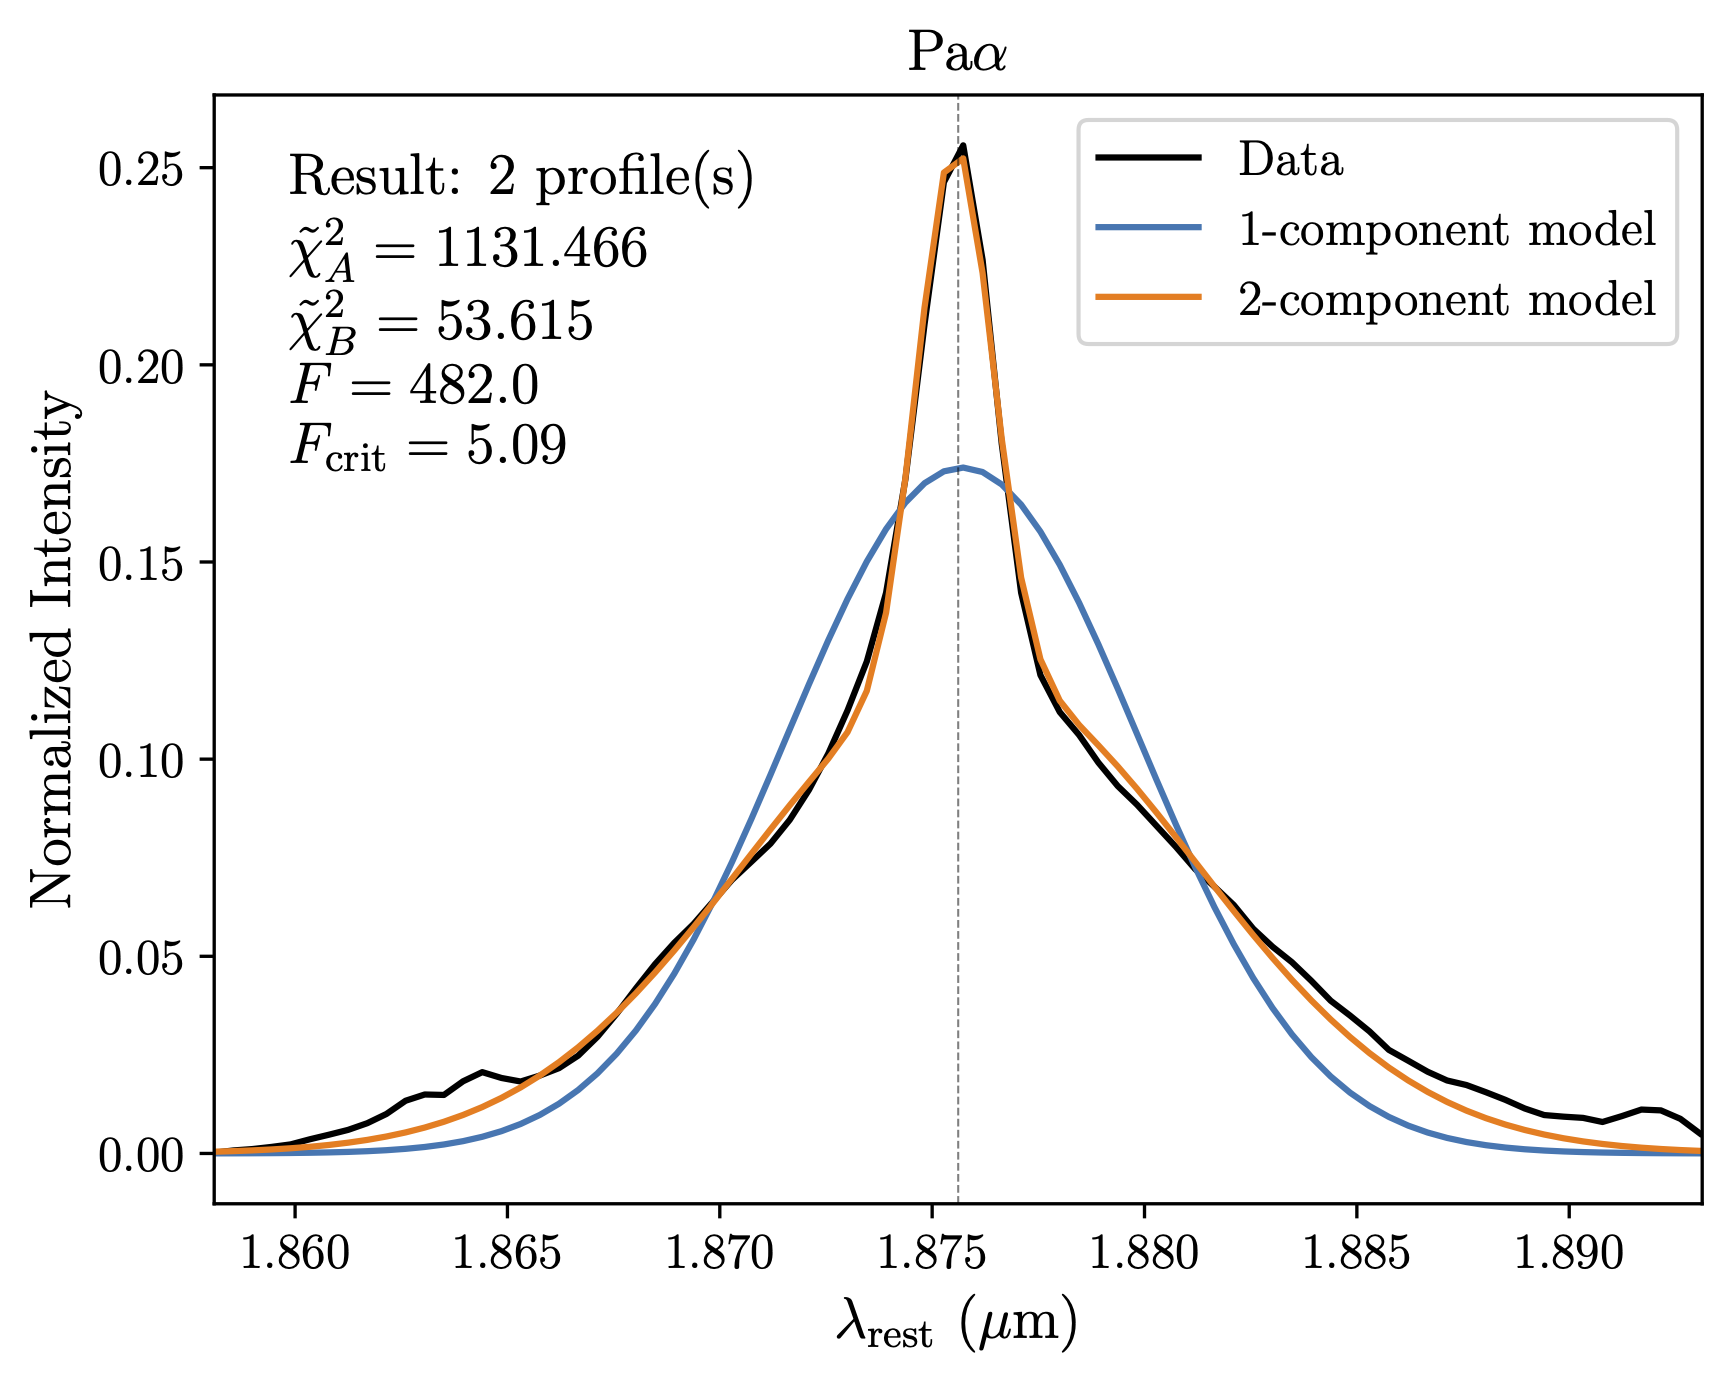 Paα
Result: 2 profile(s)
χ̃²_A = 1131.466
χ̃²_B = 53.615
F = 482.0
F_crit = 5.09
Data
1-component model
2-component model
Normalized Intensity
0.25
0.20
0.15
0.10
0.05
0.00
1.860 1.865 1.870 1.875 1.880 1.885 1.890
λ_rest (μm)